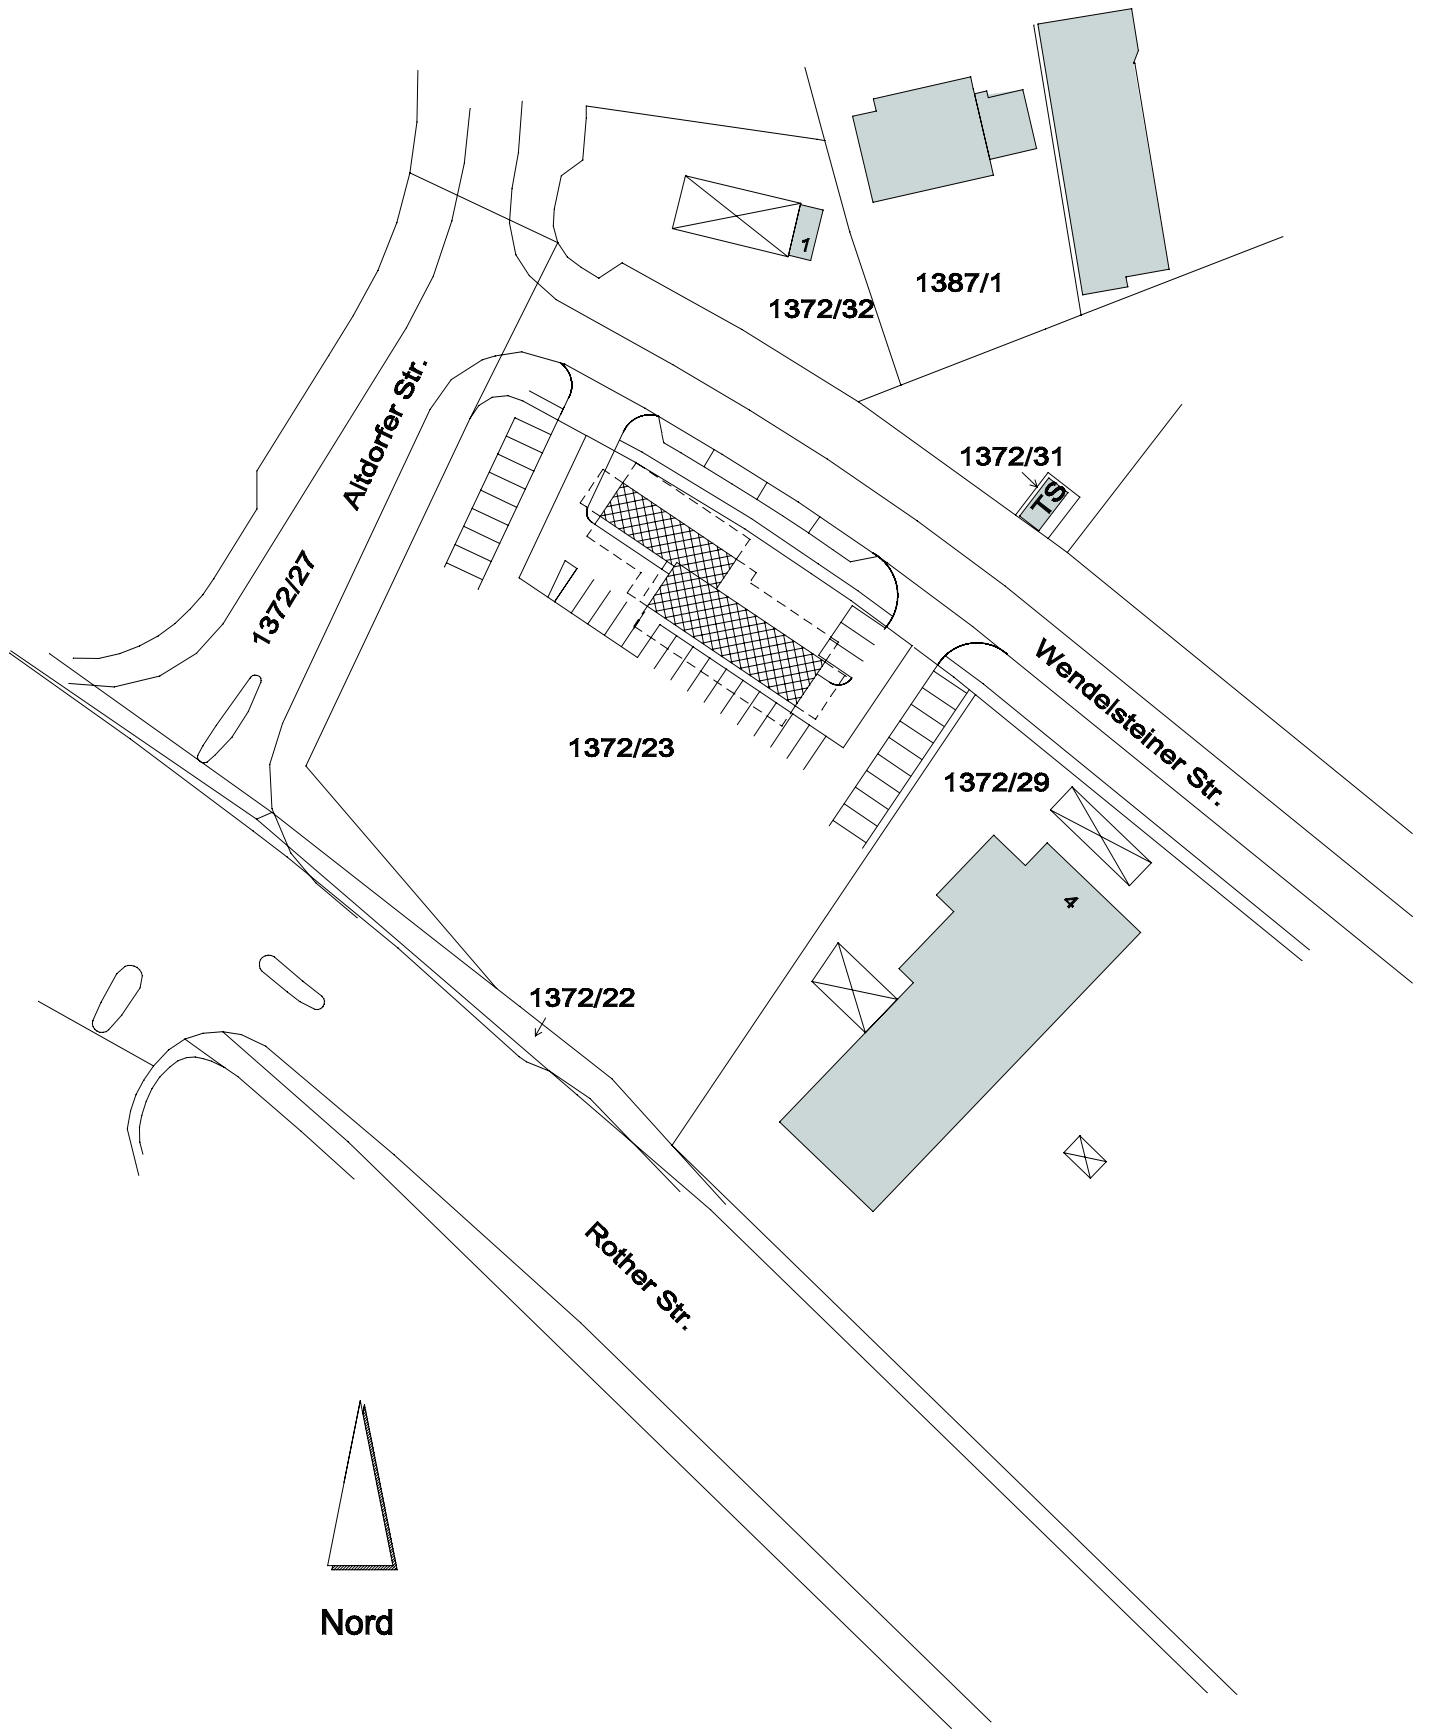 1
1387/1
1372/32
Altdorfer Str.
1372/31
TS
1372/27
Wendelsteiner Str.
1372/23
1372/29
4
1372/22
Rother Str.
Nord